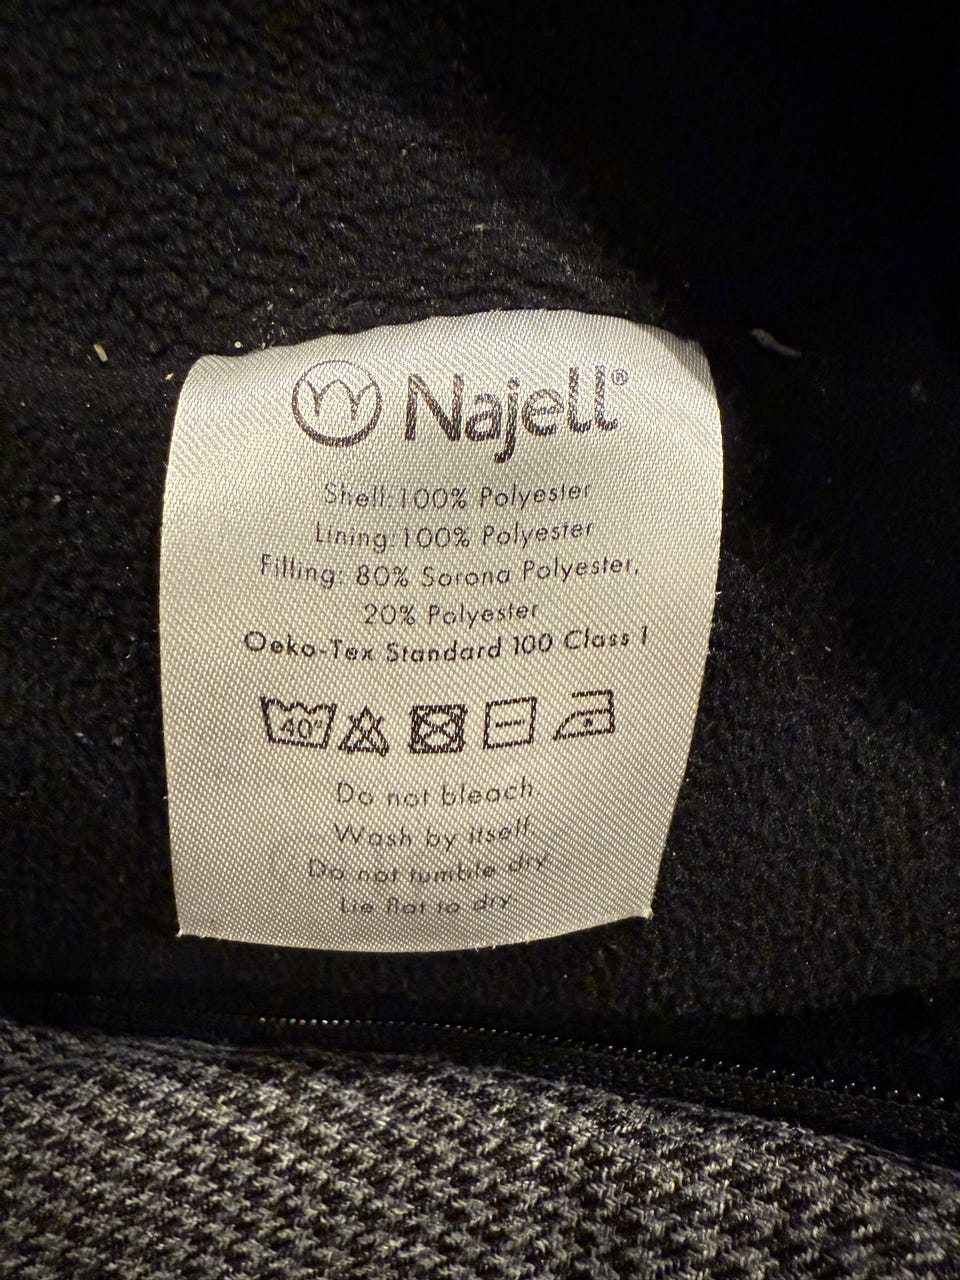 Najell®
Shell: 100% Polyester
Lining: 100% Polyester
Filling: 80% Sorona Polyester,
20% Polyester
Oeko-Tex Standard 100 Class 1
40°
Do not bleach
Wash by itself
Do not tumble dry
Lie flat to dry